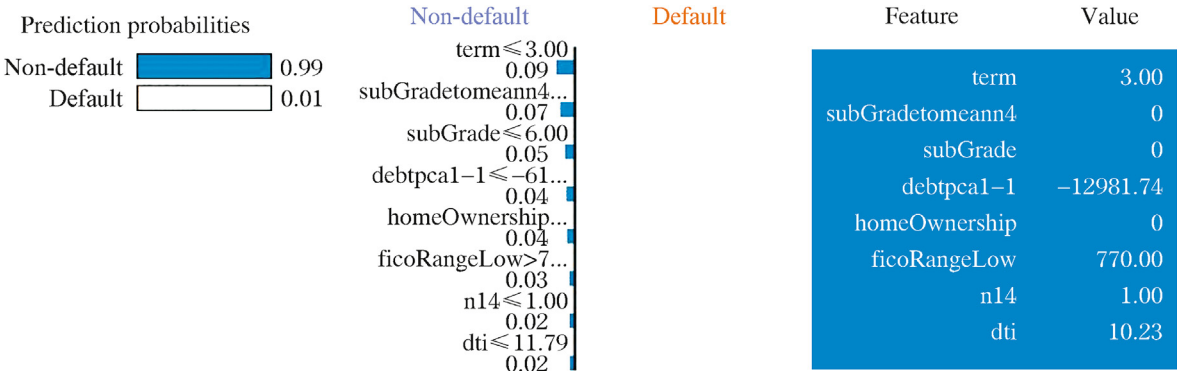 Prediction probabilities
Non-default 0.99
Default 0.01
Non-default Default
term⩽3.00
0.09
subGradetomeann4...
0.07
subGrade⩽6.00
0.05
debtpca1−1⩽−61...
0.04
homeOwnership...
0.04
ficoRangeLow>7...
0.03
n14⩽1.00
0.02
dti⩽11.79
0.02
Feature Value
term 3.00
subGradetomeann4 0
subGrade 0
debtpca1−1 −12981.74
homeOwnership 0
ficoRangeLow 770.00
n14 1.00
dti 10.23